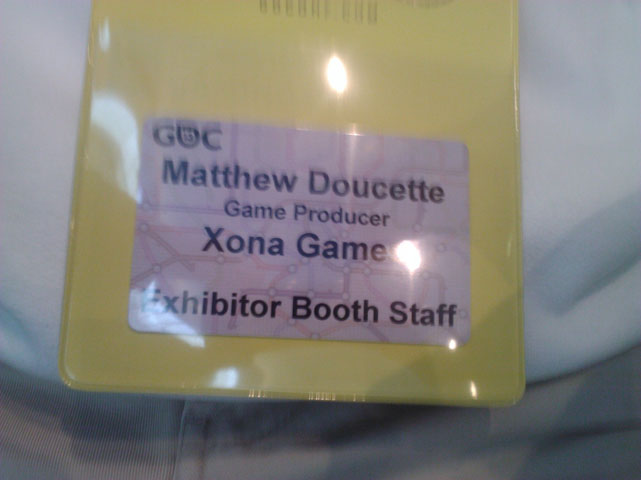 GDC
Matthew Doucette
Game Producer
Xona Game
Exhibitor Booth Staff